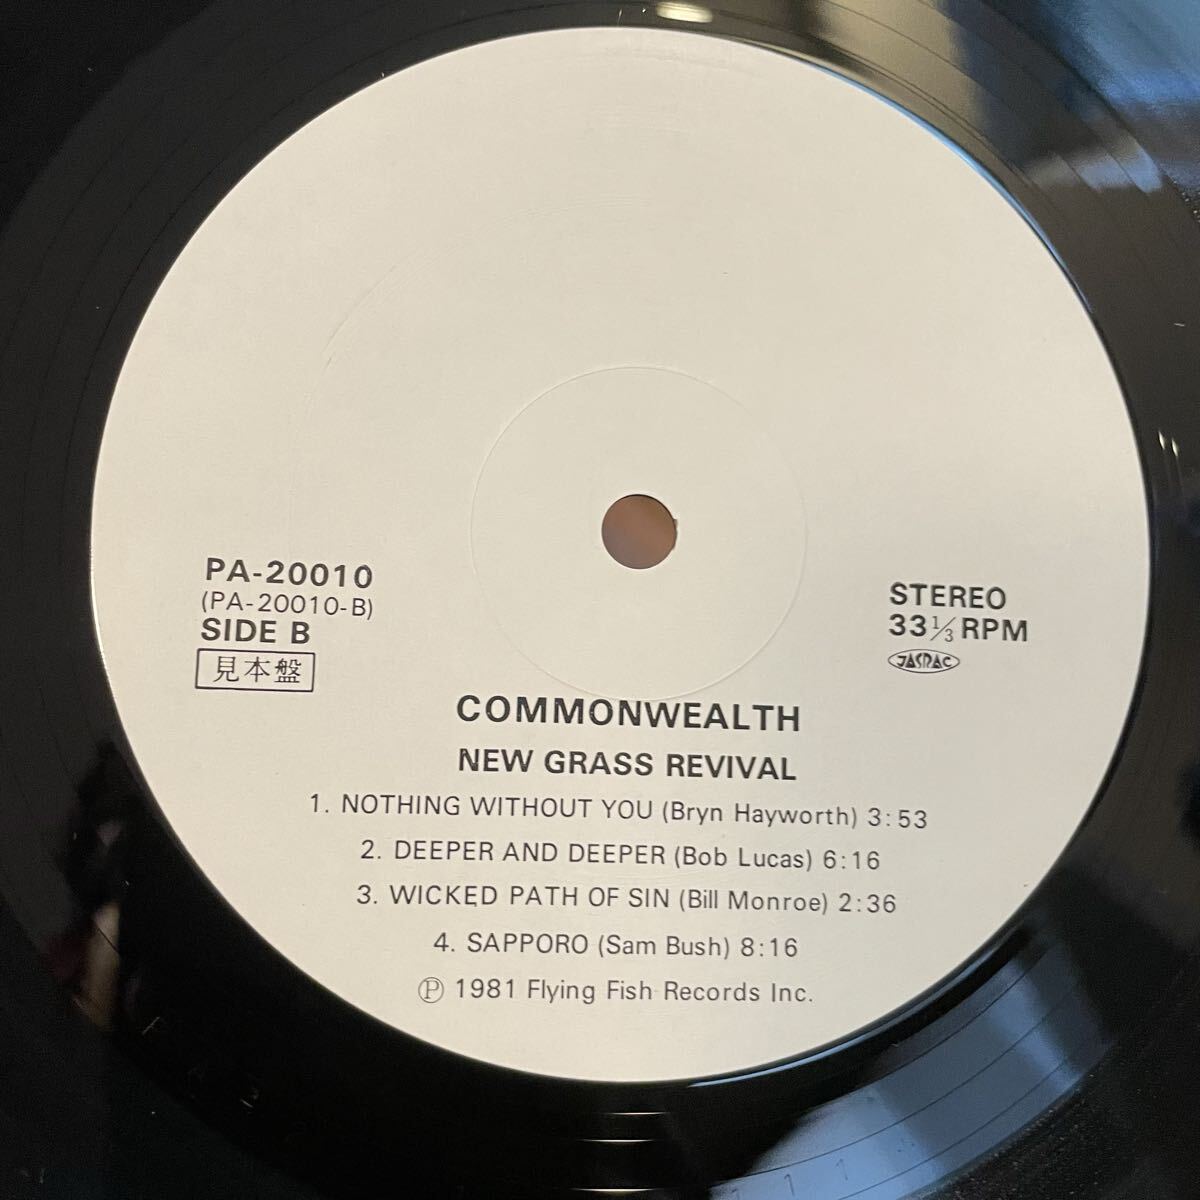 PA-20010
(PA-20010-B)
SIDE B
見本盤
STEREO
33 1/3 RPM
JASRAC
COMMONWEALTH
NEW GRASS REVIVAL
1. NOTHING WITHOUT YOU (Bryn Hayworth) 3:53
2. DEEPER AND DEEPER (Bob Lucas) 6:16
3. WICKED PATH OF SIN (Bill Monroe) 2:36
4. SAPPORO (Sam Bush) 8:16
Ⓟ 1981 Flying Fish Records Inc.